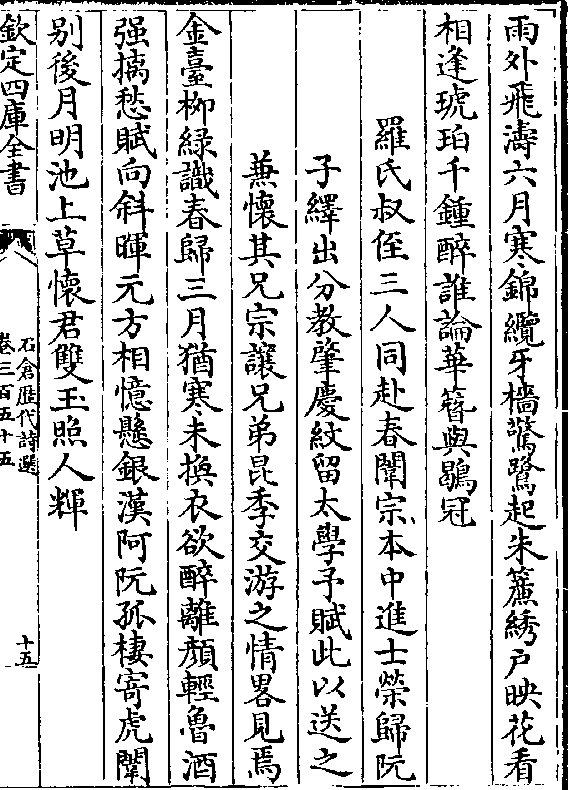 雨外飛濤六月寒錦纜牙檣驚鷺起朱簾綉戶映花看
相逢琥珀千鍾醉誰論華簪與鶡冠
羅氏叔侄三人同赴春闈宗本中進士榮歸阮
子繹出分教肇慶紋留太學予賦此以送之
兼懷其兄宗讓兄弟昆季交游之情畧見焉
金臺柳綠識春歸三月猶寒未換衣欲醉離顏輕魯酒
强摛愁賦向斜暉元方相憶懸銀漢阿阮孤棲寄虎闈
别後月明池上草懷君雙玉照人輝
欽定四庫全書
石倉歷代詩選
卷三百五十五
十五